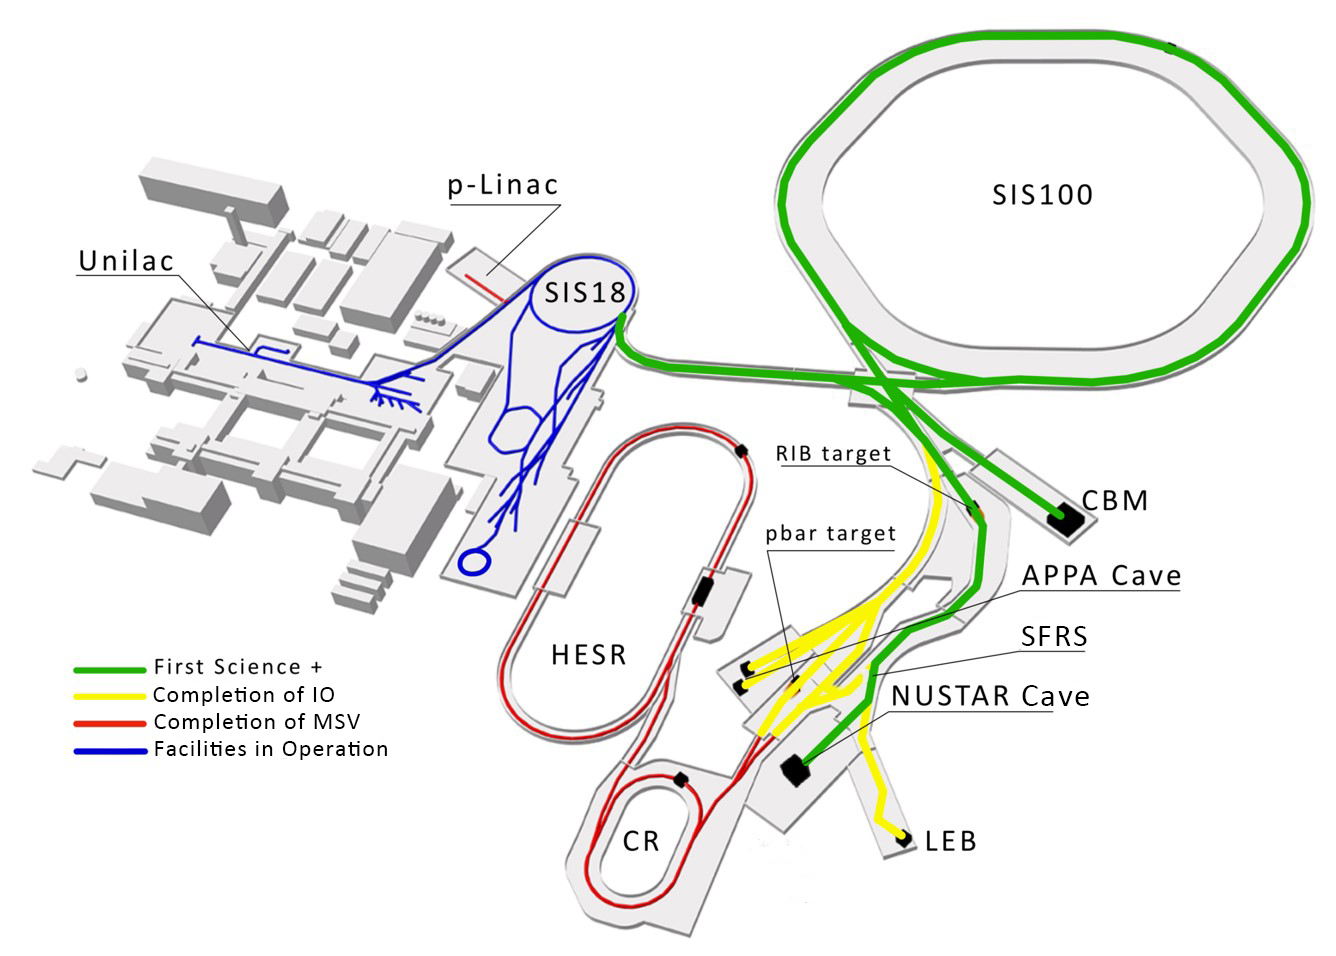 SIS100
p-Linac
Unilac
SIS18
RIB target
CBM
pbar target
APPA Cave
SFRS
HESR
NUSTAR Cave
First Science +
Completion of IO
Completion of MSV
Facilities in Operation
CR
LEB